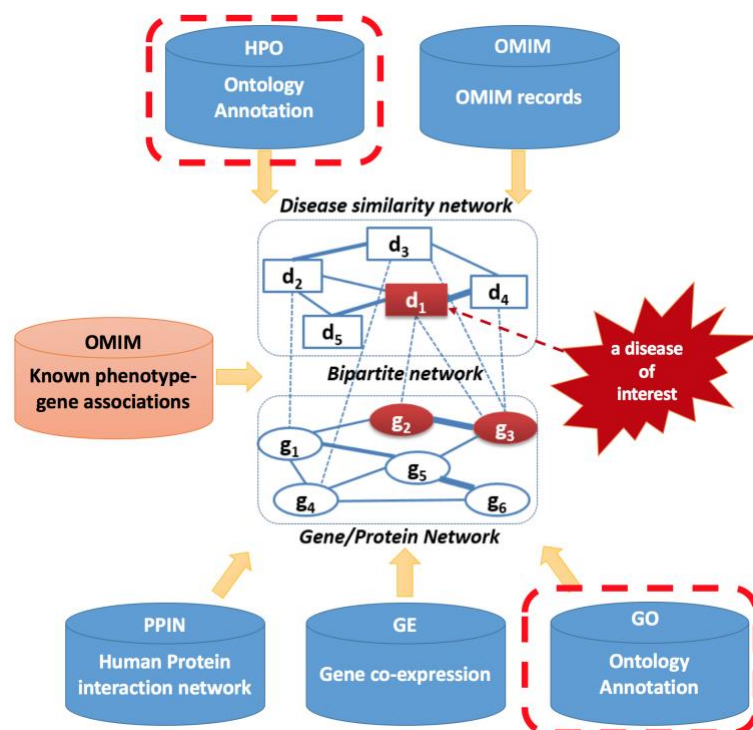 HPO
Ontology
Annotation
OMIM
OMIM records
Disease similarity network
d3
d2
d1
d4
d5
a disease
of
interest
OMIM
Known phenotype-
gene associations
Bipartite network
g2
g3
g1
g5
g4
g6
Gene/Protein Network
PPIN
Human Protein
interaction network
GE
Gene co-expression
GO
Ontology
Annotation